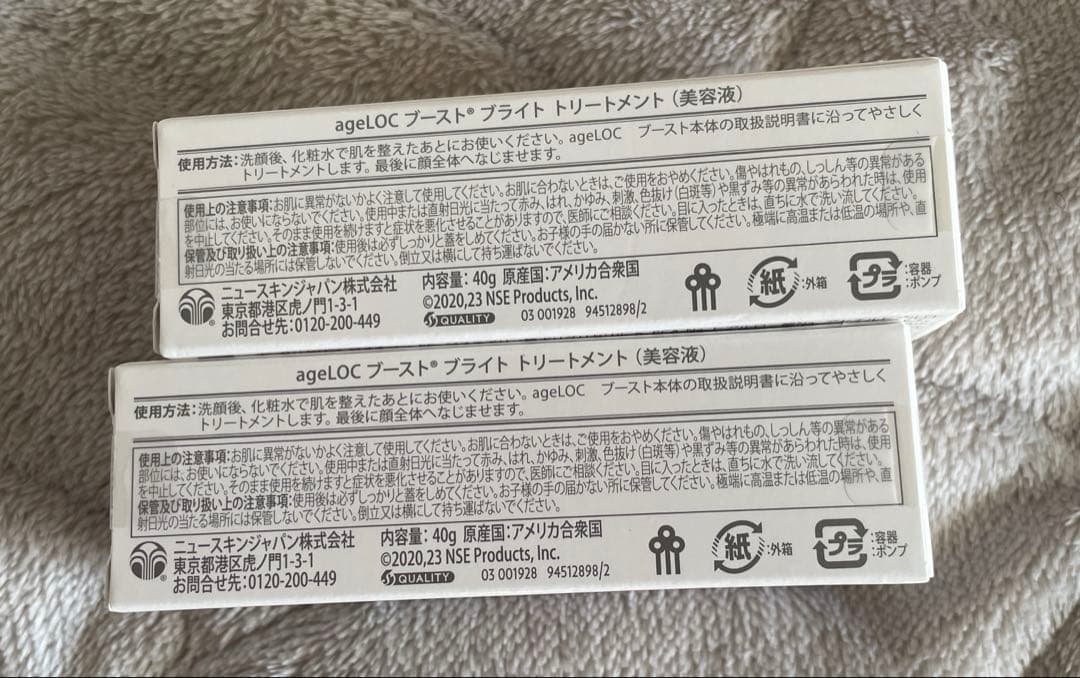 ageLOC ブースト® ブライト トリートメント（美容液）
使用方法：洗顔後、化粧水で肌を整えたあとにお使いください。ageLOC ブースト本体の取扱説明書に沿ってやさしく
トリートメントします。最後に顔全体へなじませます。
使用上の注意事項：お肌に異常がないかよく注意して使用してください。お肌に合わないときは、ご使用をおやめください。傷やはれもの、しっしん等の異常がある
部位には、お使いにならないでください。使用中または直射日光に当たって赤み、はれ、かゆみ、刺激、色抜け（白斑等）や黒ずみ等の異常があらわれた時は、使用
を中止してください。そのまま使用を続けますと症状を悪化させることがありますので、医師にご相談ください。目に入ったときは、直ちに水で洗い流してください。
保管及び取り扱い上の注意事項：使用後は必ずしっかりと蓋をしめてください。お子様の手の届かない所に保管してください。極端に高温または低温の場所や、直
射日光の当たる場所には保管しないでください。倒立又は横にして持ち運ばないでください。
ニュースキンジャパン株式会社
東京都港区虎ノ門1-3-1
お問合せ先：0120-200-449
内容量：40g 原産国：アメリカ合衆国
©2020,23 NSE Products, Inc.
QUALITY 03 001928 94512898/2
紙 ：外箱
プラ ：容器
：ポンプ
ageLOC ブースト® ブライト トリートメント（美容液）
使用方法：洗顔後、化粧水で肌を整えたあとにお使いください。ageLOC ブースト本体の取扱説明書に沿ってやさしく
トリートメントします。最後に顔全体へなじませます。
使用上の注意事項：お肌に異常がないかよく注意して使用してください。お肌に合わないときは、ご使用をおやめください。傷やはれもの、しっしん等の異常がある
部位には、お使いにならないでください。使用中または直射日光に当たって赤み、はれ、かゆみ、刺激、色抜け（白斑等）や黒ずみ等の異常があらわれた時は、使用
を中止してください。そのまま使用を続けますと症状を悪化させることがありますので、医師にご相談ください。目に入ったときは、直ちに水で洗い流してください。
保管及び取り扱い上の注意事項：使用後は必ずしっかりと蓋をしめてください。お子様の手の届かない所に保管してください。極端に高温または低温の場所や、直
射日光の当たる場所には保管しないでください。倒立又は横にして持ち運ばないでください。
ニュースキンジャパン株式会社
東京都港区虎ノ門1-3-1
お問合せ先：0120-200-449
内容量：40g 原産国：アメリカ合衆国
©2020,23 NSE Products, Inc.
QUALITY 03 001928 94512898/2
紙 ：外箱
プラ ：容器
：ポンプ